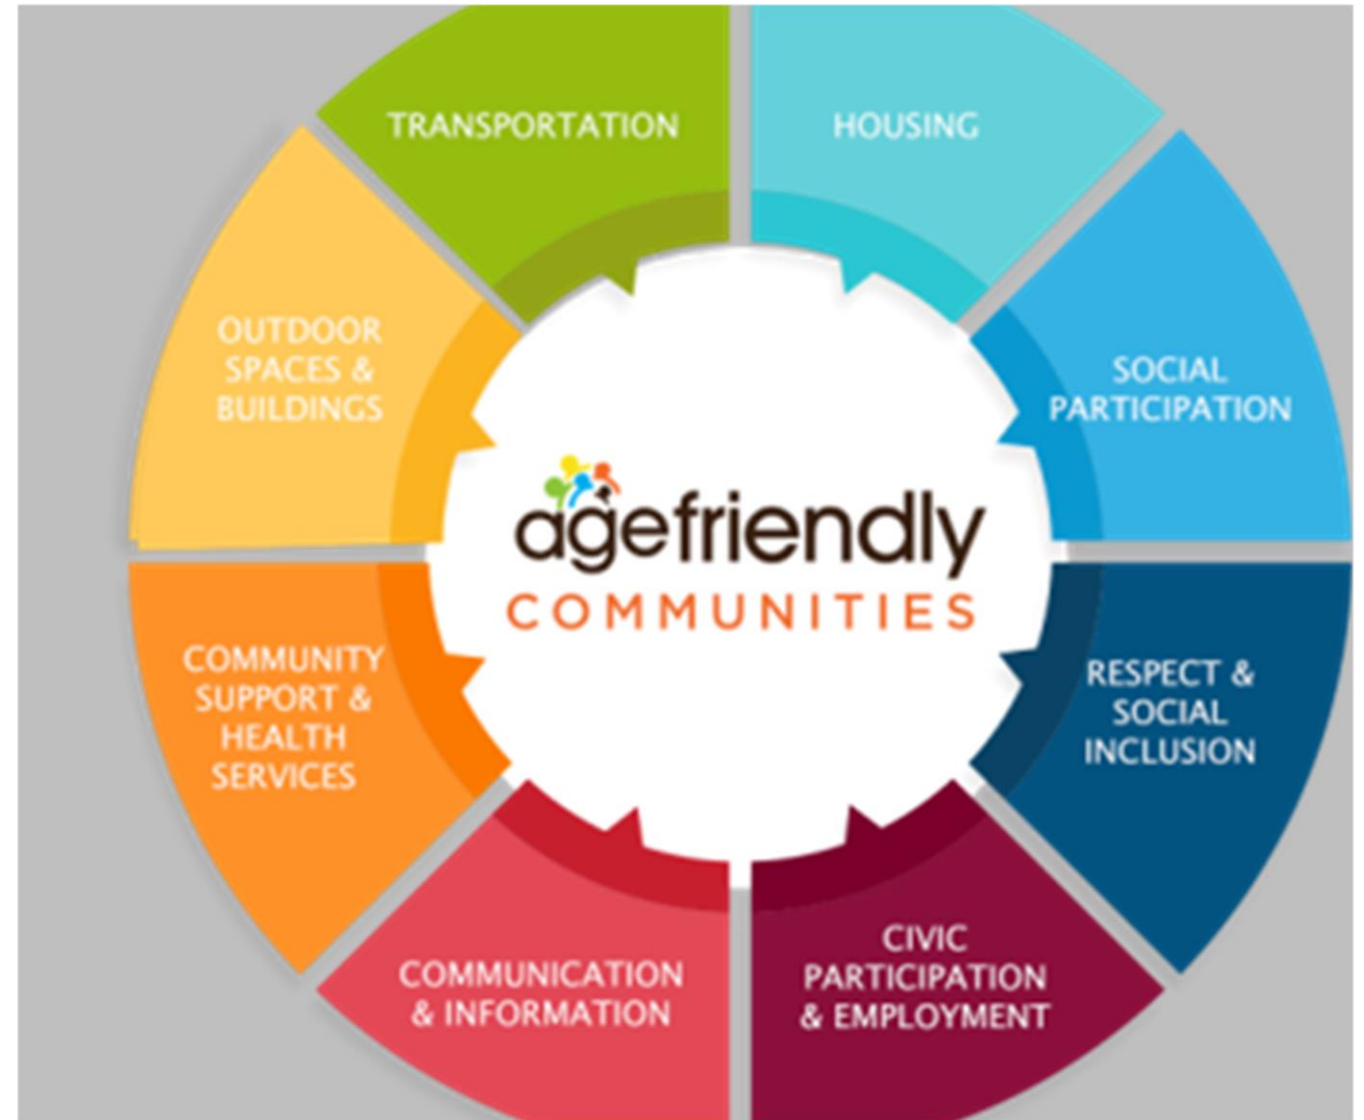 TRANSPORTATION
HOUSING
SOCIAL
PARTICIPATION
RESPECT &
SOCIAL
INCLUSION
CIVIC
PARTICIPATION
& EMPLOYMENT
COMMUNICATION
& INFORMATION
COMMUNITY
SUPPORT &
HEALTH
SERVICES
OUTDOOR
SPACES &
BUILDINGS
agefriendly
COMMUNITIES